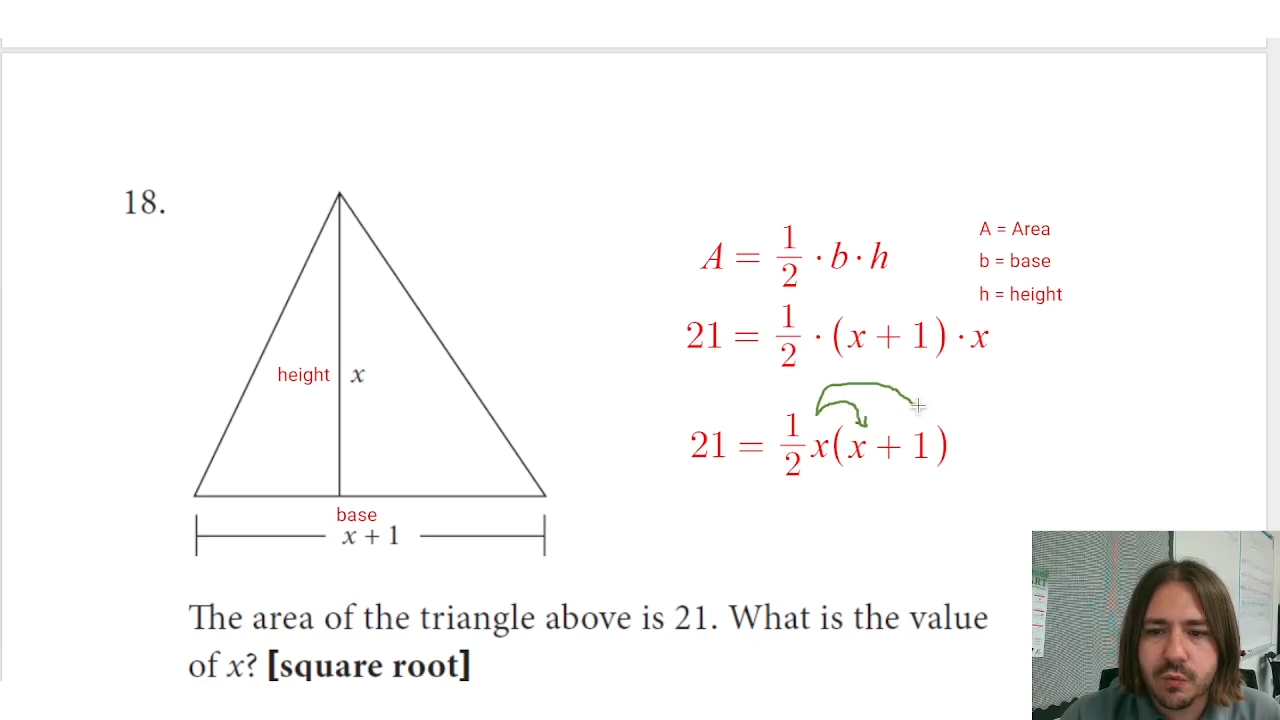 18.
height x
base
x + 1
A = 1/2 · b · h
21 = 1/2 · (x + 1) · x
21 = 1/2 x(x + 1)
A = Area
b = base
h = height
The area of the triangle above is 21. What is the value
of x? [square root]